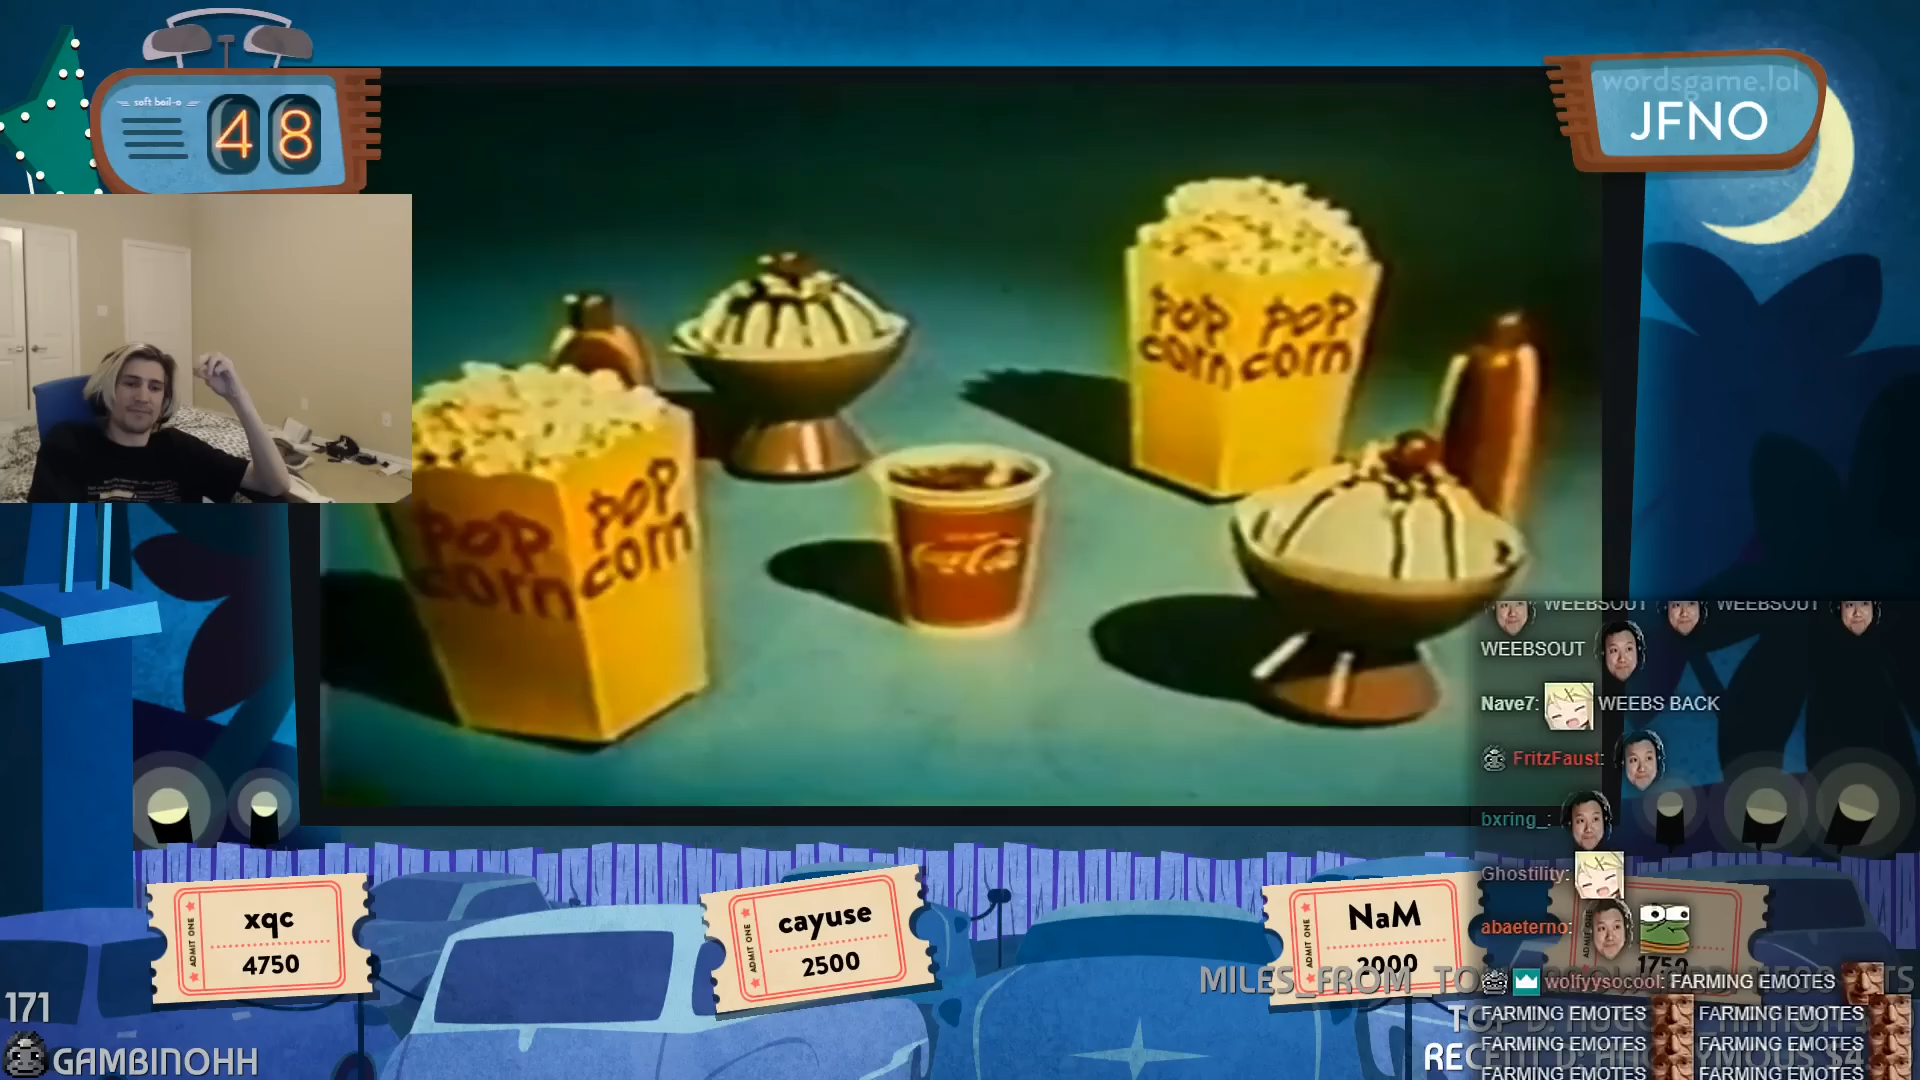 soft boil-o
48
wordsgame.lol
JFNO
POP
corn
POP
corn
POP
corn
POP
corn
Coca-Cola
WEEBSOUT WEEBSOUT
WEEBSOUT
Nave7: WEEBS BACK
FritzFaust:
bxring_:
Ghostility:
abaeterno:
wolfyysocool: FARMING EMOTES
FARMING EMOTES FARMING EMOTES
FARMING EMOTES FARMING EMOTES
FARMING EMOTES FARMING EMOTES
ADMIT ONE
xqc
4750
ADMIT ONE
cayuse
2500
ADMIT ONE
NaM
2000
1750
MILES_FROM
171
GAMBINOHH